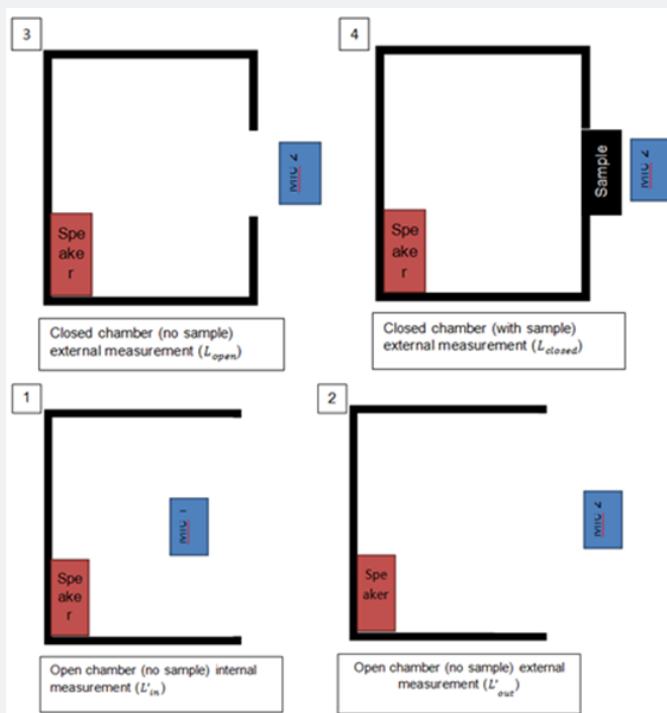 3
4
Spe
ake
r
MIC 2
Sample
Spe
ake
r
MIC 2
Closed chamber (no sample)
external measurement (L_open)
Closed chamber (with sample)
external measurement (L_closed)
1
2
MIC 1
Spe
ake
r
MIC 2
Spe
aker
Open chamber (no sample) internal
measurement (L'_in)
Open chamber (no sample) external
measurement (L'_out)